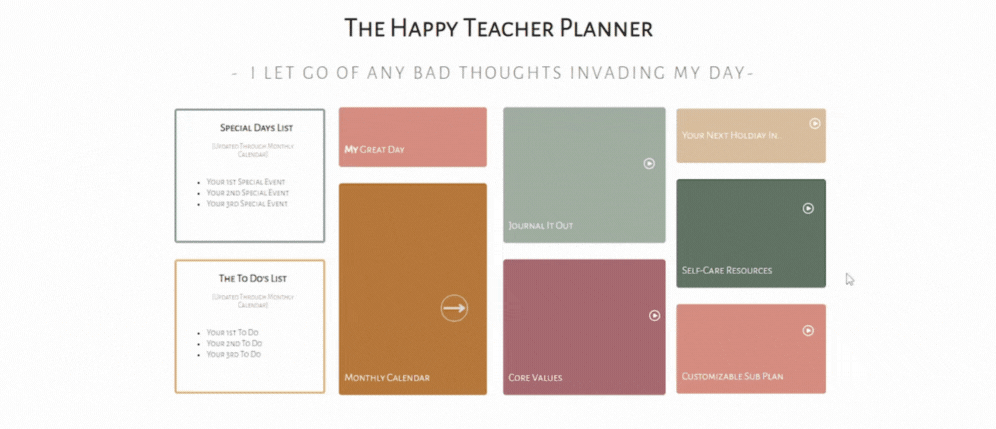 The Happy Teacher Planner
- I let go of any bad thoughts invading my day-
Special Days List
(Updated Through Monthly
Calendar)
Your 1st Special Event
Your 2nd Special Event
Your 3rd Special Event
The To Do's List
(Updated Through Monthly
Calendar)
Your 1st To Do
Your 2nd To Do
Your 3rd To Do
My Great Day
Monthly Calendar
Journal It Out
Core Values
Your Next Holdiay In...
Self-Care Resources
Customizable Sub Plan